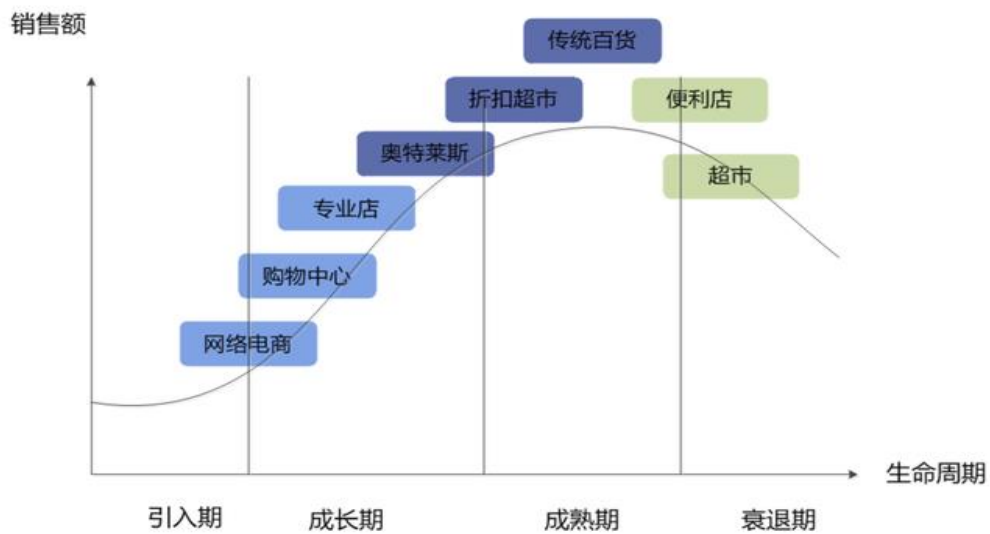 销售额
传统百货
折扣超市
便利店
奥特莱斯
超市
专业店
购物中心
网络电商
生命周期
引入期
成长期
成熟期
衰退期